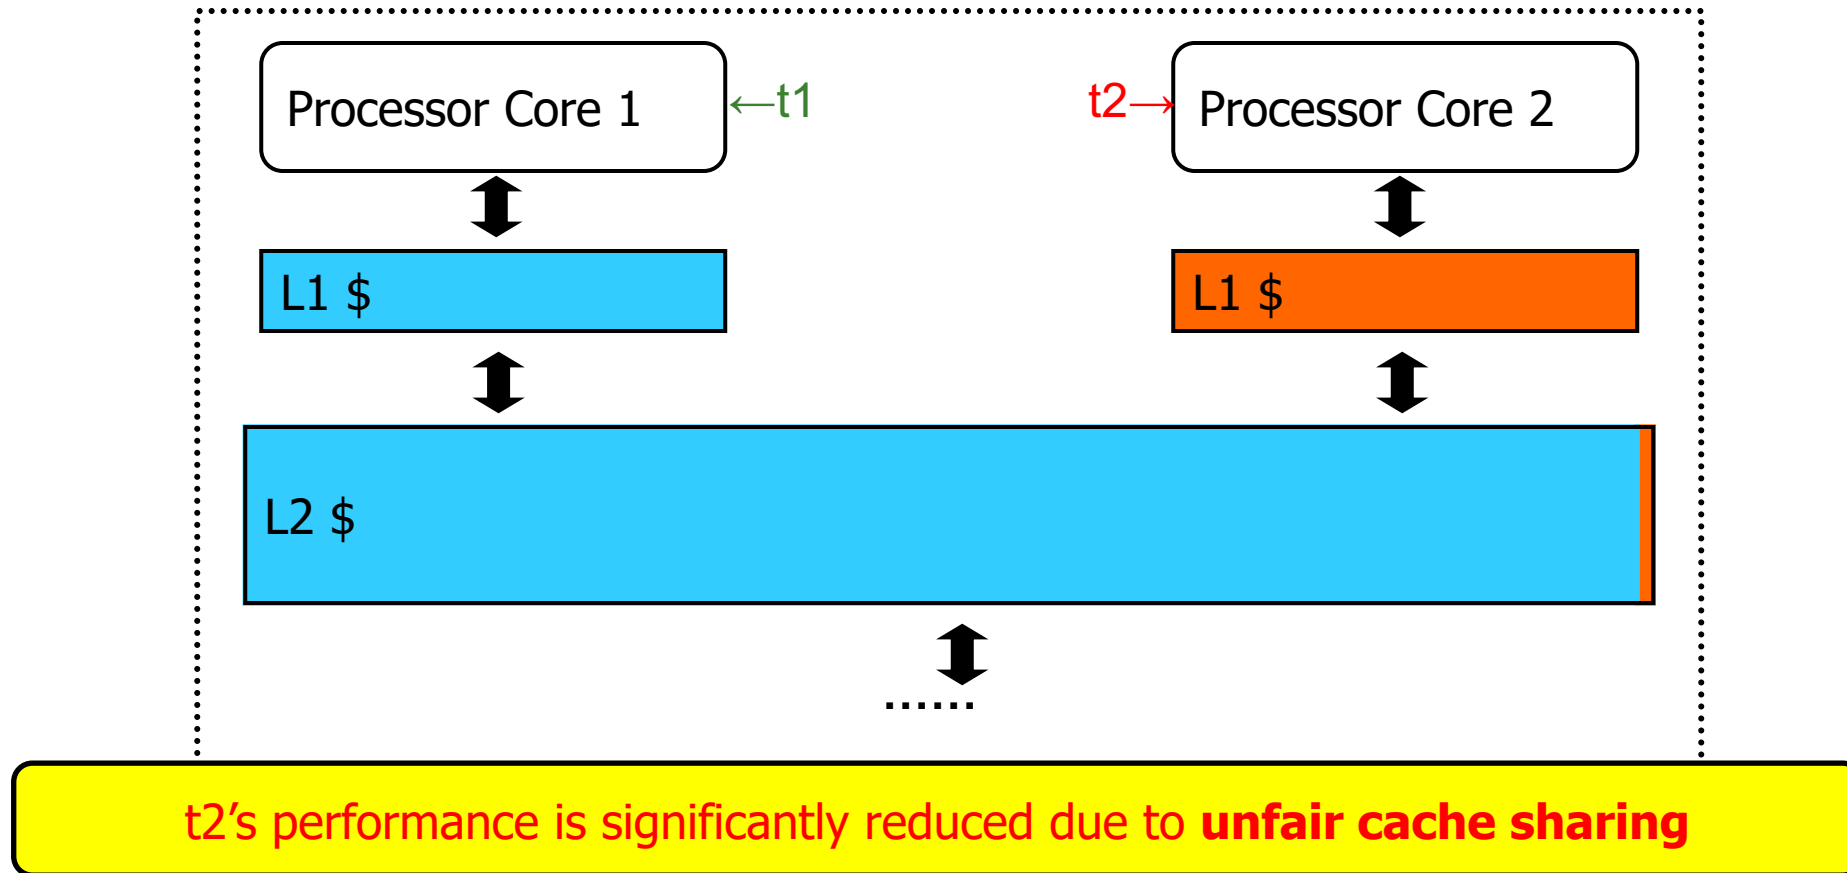 Processor Core 1 ←t1 t2→ Processor Core 2
L1 $ L1 $
L2 $
......
t2’s performance is significantly reduced due to unfair cache sharing